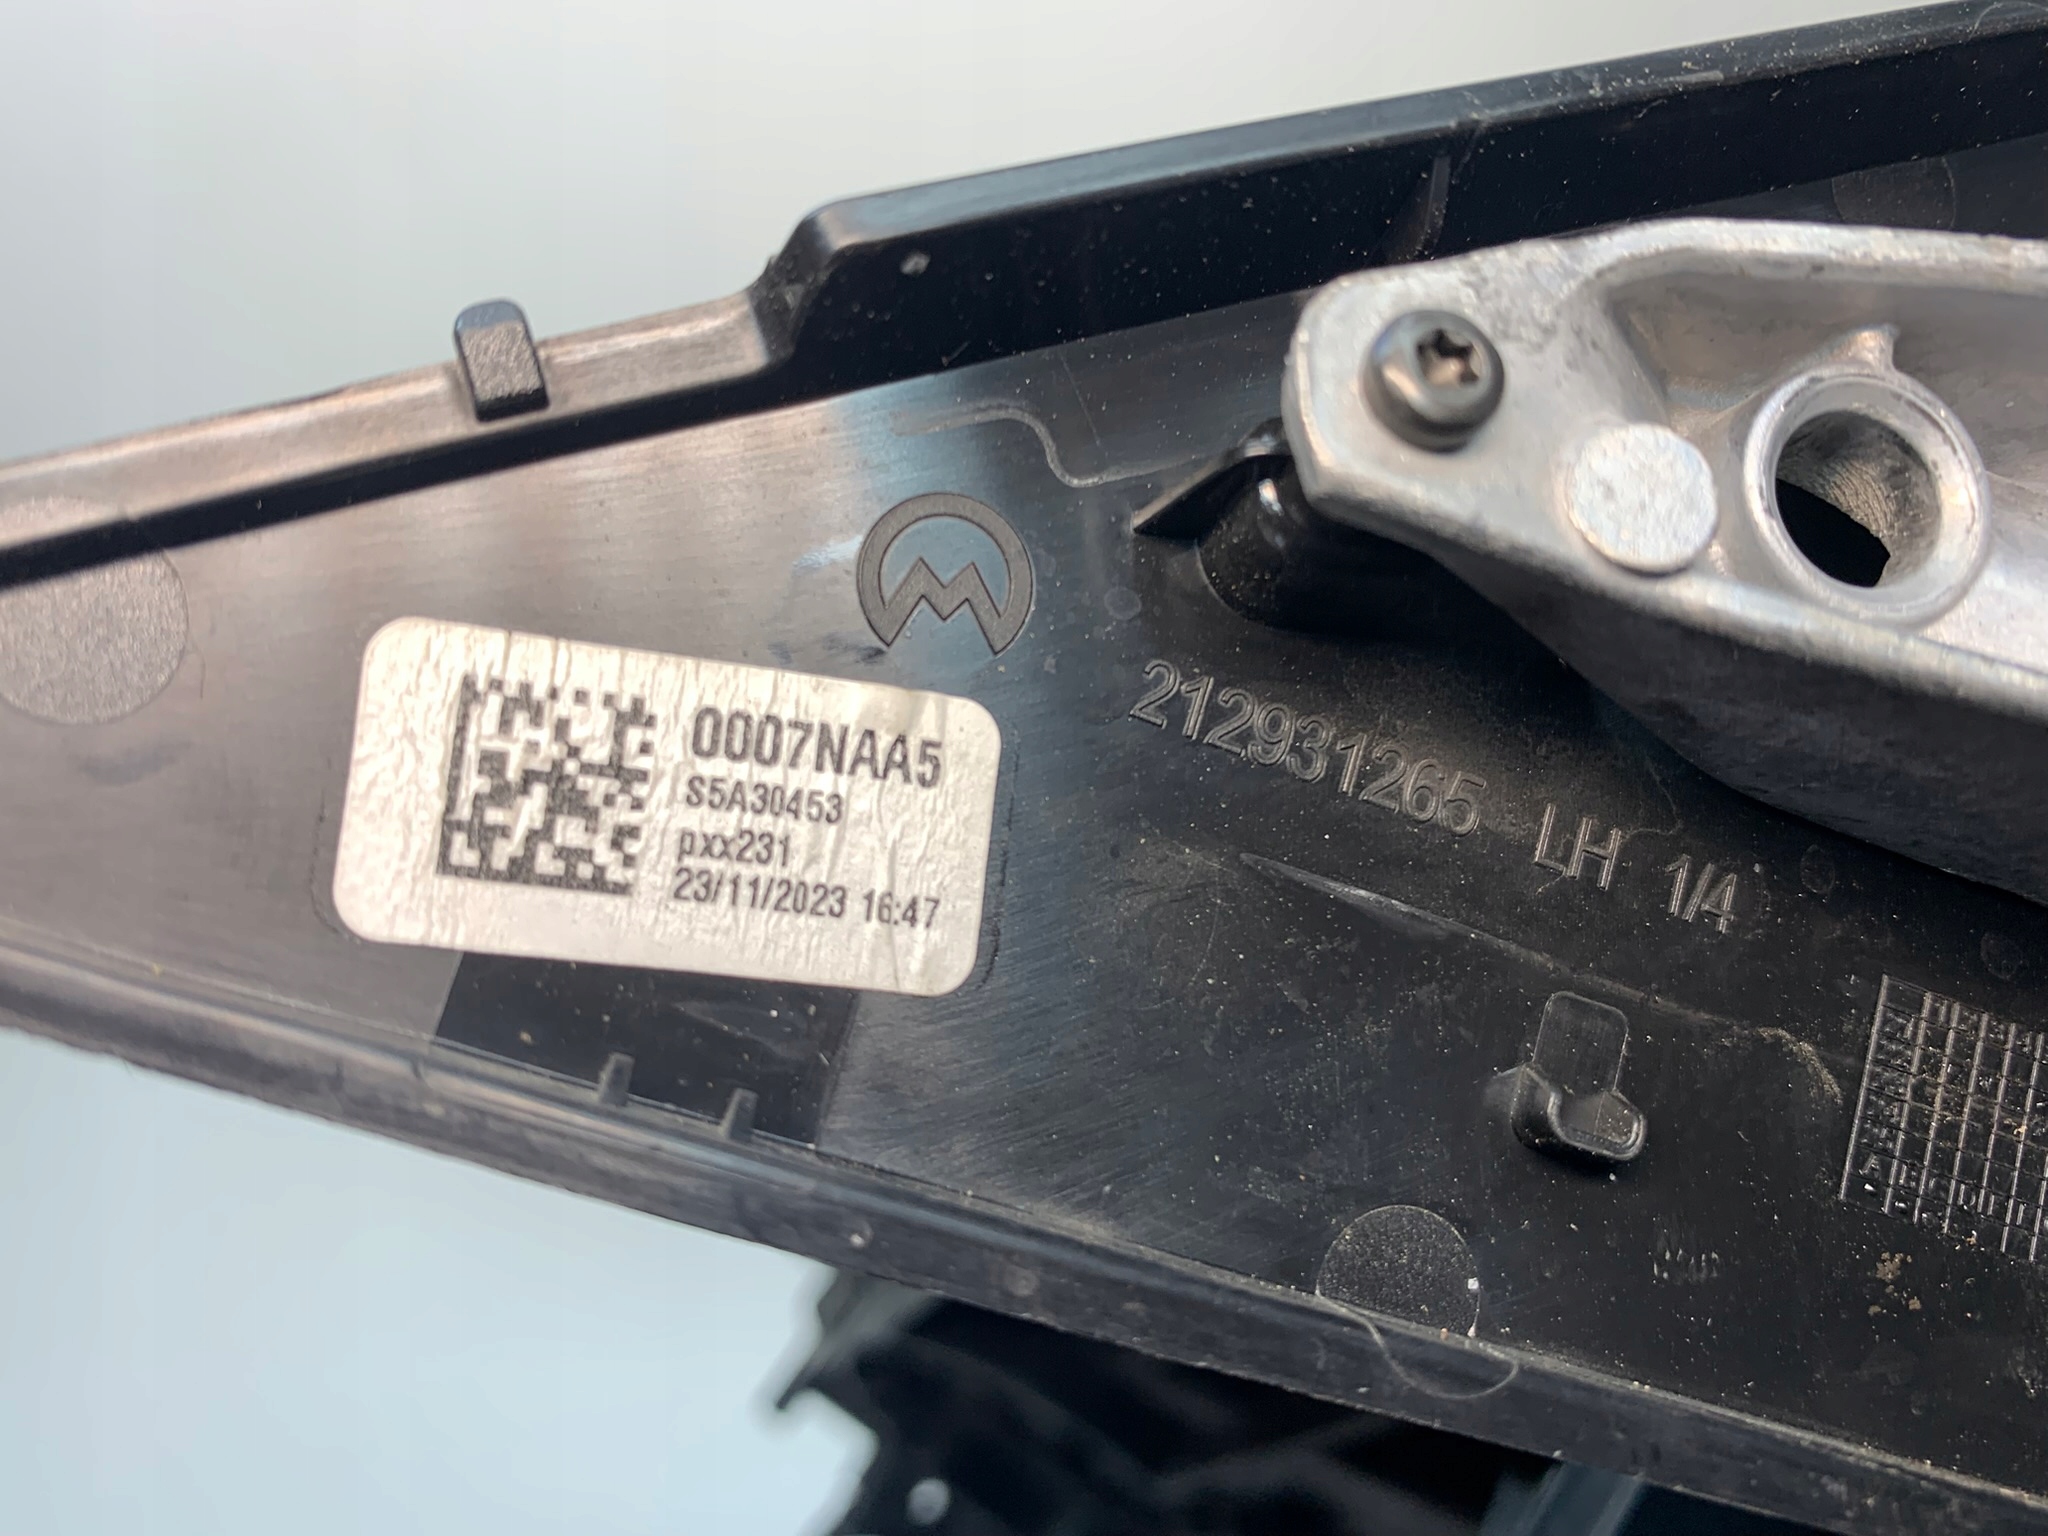 0007NAA5
S5A30453
pxx231
23/11/2023 16:47
212931265 LH 1/4